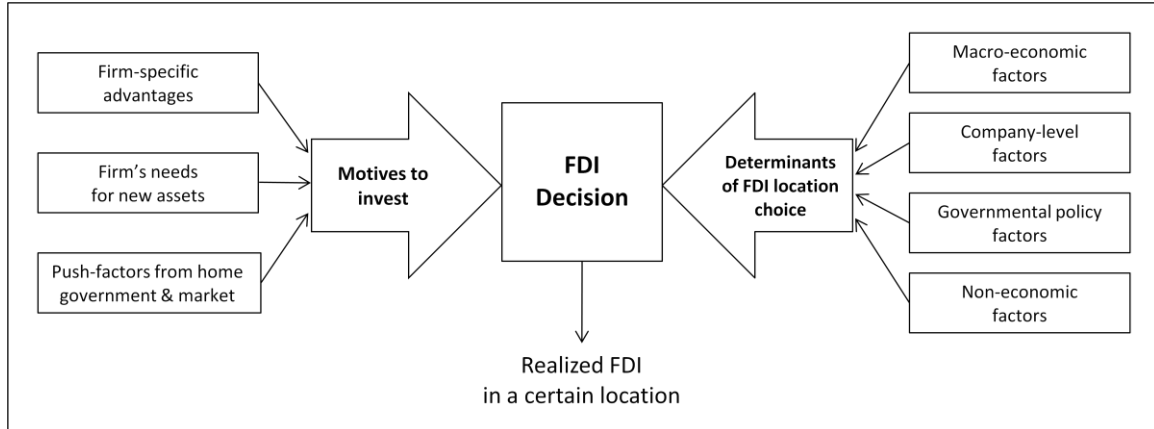 Firm-specific
advantages
Firm's needs
for new assets
Push-factors from home
government & market
Motives to
invest
FDI
Decision
Realized FDI
in a certain location
Determinants
of FDI location
choice
Macro-economic
factors
Company-level
factors
Governmental policy
factors
Non-economic
factors